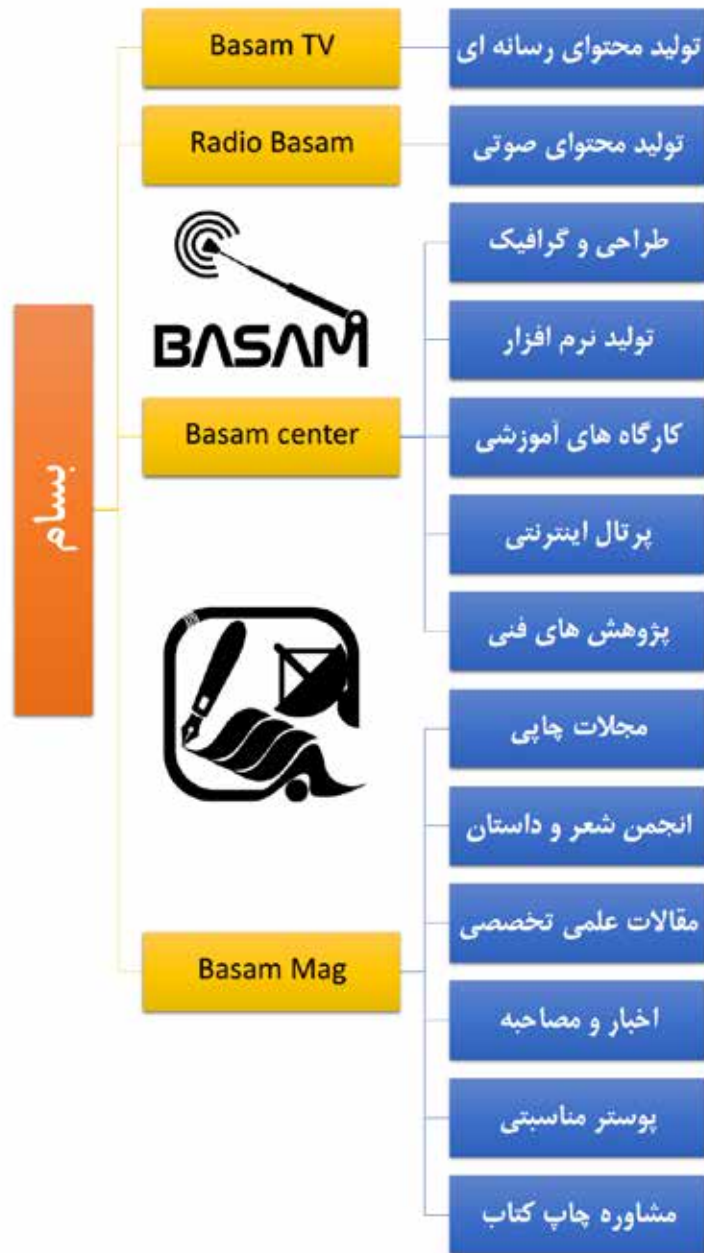 بسام
Basam TV
تولید محتوای رسانه ای
Radio Basam
تولید محتوای صوتی
BASAM
Basam center
طراحی و گرافیک
تولید نرم افزار
کارگاه های آموزشی
پرتال اینترنتی
پژوهش های فنی
Basam Mag
مجلات چاپی
انجمن شعر و داستان
مقالات علمی تخصصی
اخبار و مصاحبه
پوستر مناسبتی
مشاوره چاپ کتاب